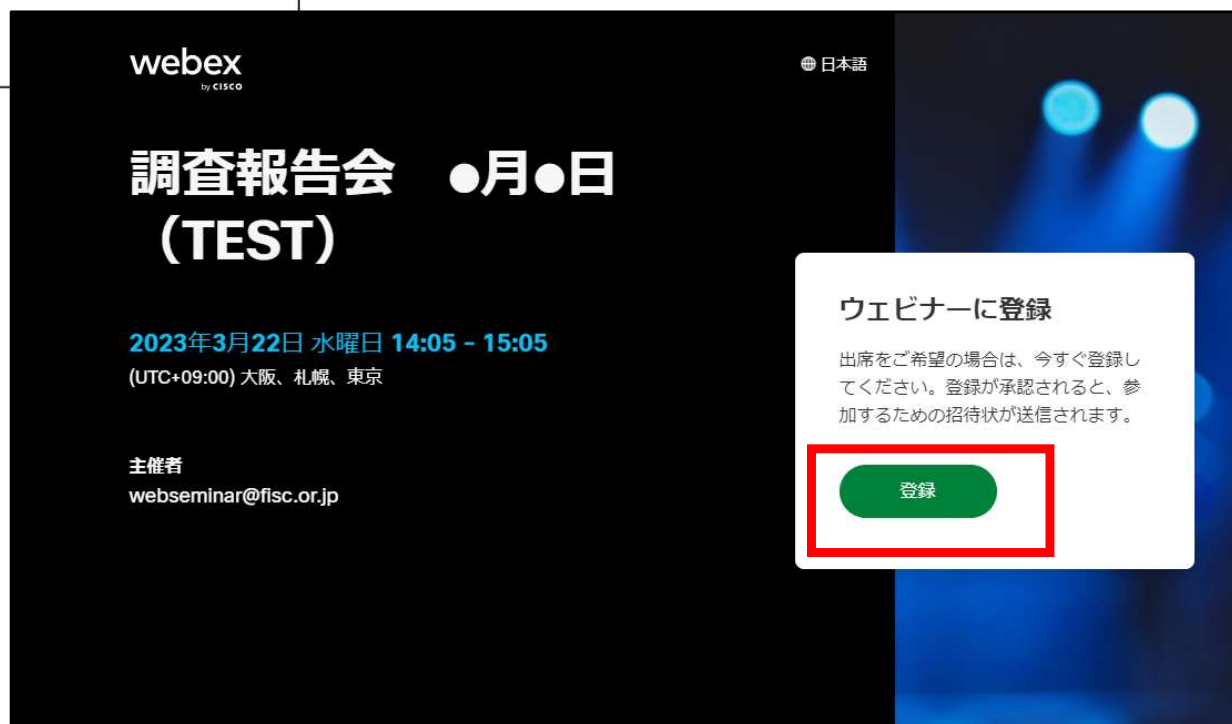 webex
by CISCO
日本語
調査報告会　●月●日
（TEST）
2023年3月22日 水曜日 14:05 - 15:05
(UTC+09:00) 大阪、札幌、東京
主催者
webseminar@fisc.or.jp
ウェビナーに登録
出席をご希望の場合は、今すぐ登録し
てください。登録が承認されると、参
加するための招待状が送信されます。
登録